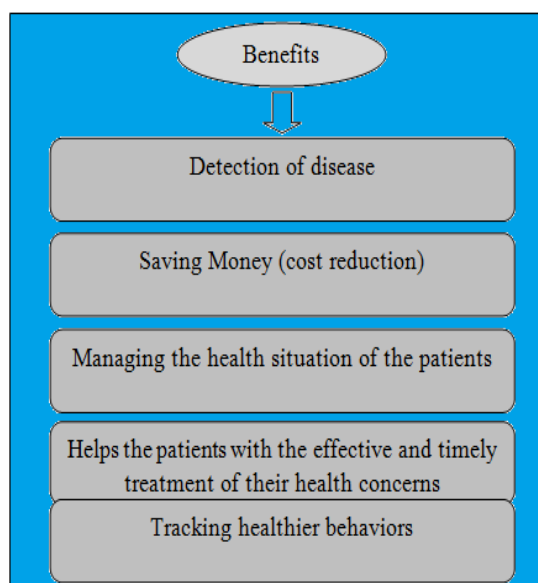 Benefits
Detection of disease
Saving Money (cost reduction)
Managing the health situation of the patients
Helps the patients with the effective and timely
treatment of their health concerns
Tracking healthier behaviors